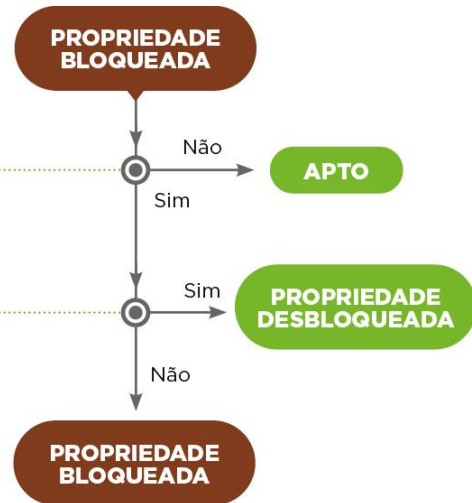 PROPRIEDADE
BLOQUEADA
Não
APTO
Sim
Sim
PROPRIEDADE
DESBLOQUEADA
Não
PROPRIEDADE
BLOQUEADA